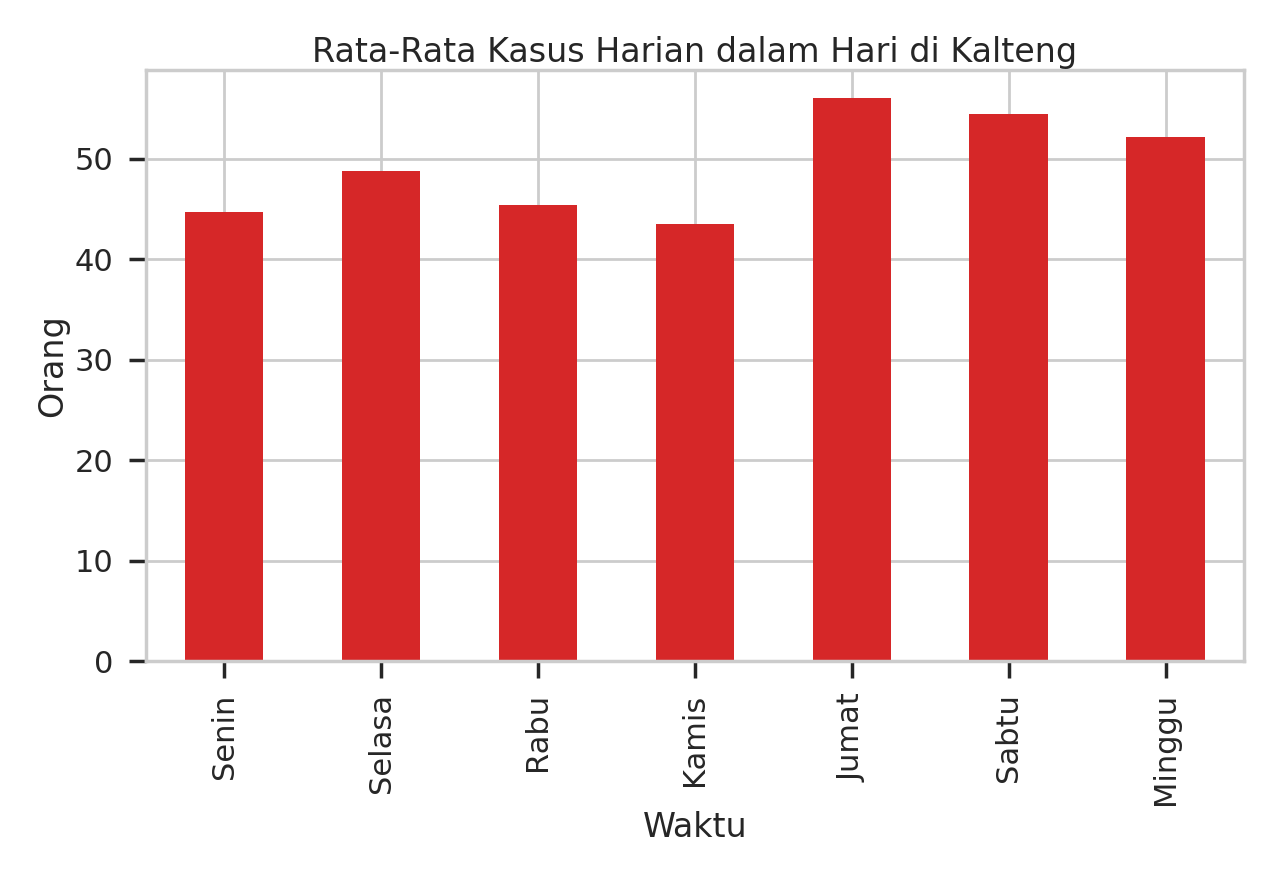 Rata-Rata Kasus Harian dalam Hari di Kalteng
Orang
50
40
30
20
10
0
Senin
Selasa
Rabu
Kamis
Jumat
Sabtu
Minggu
Waktu